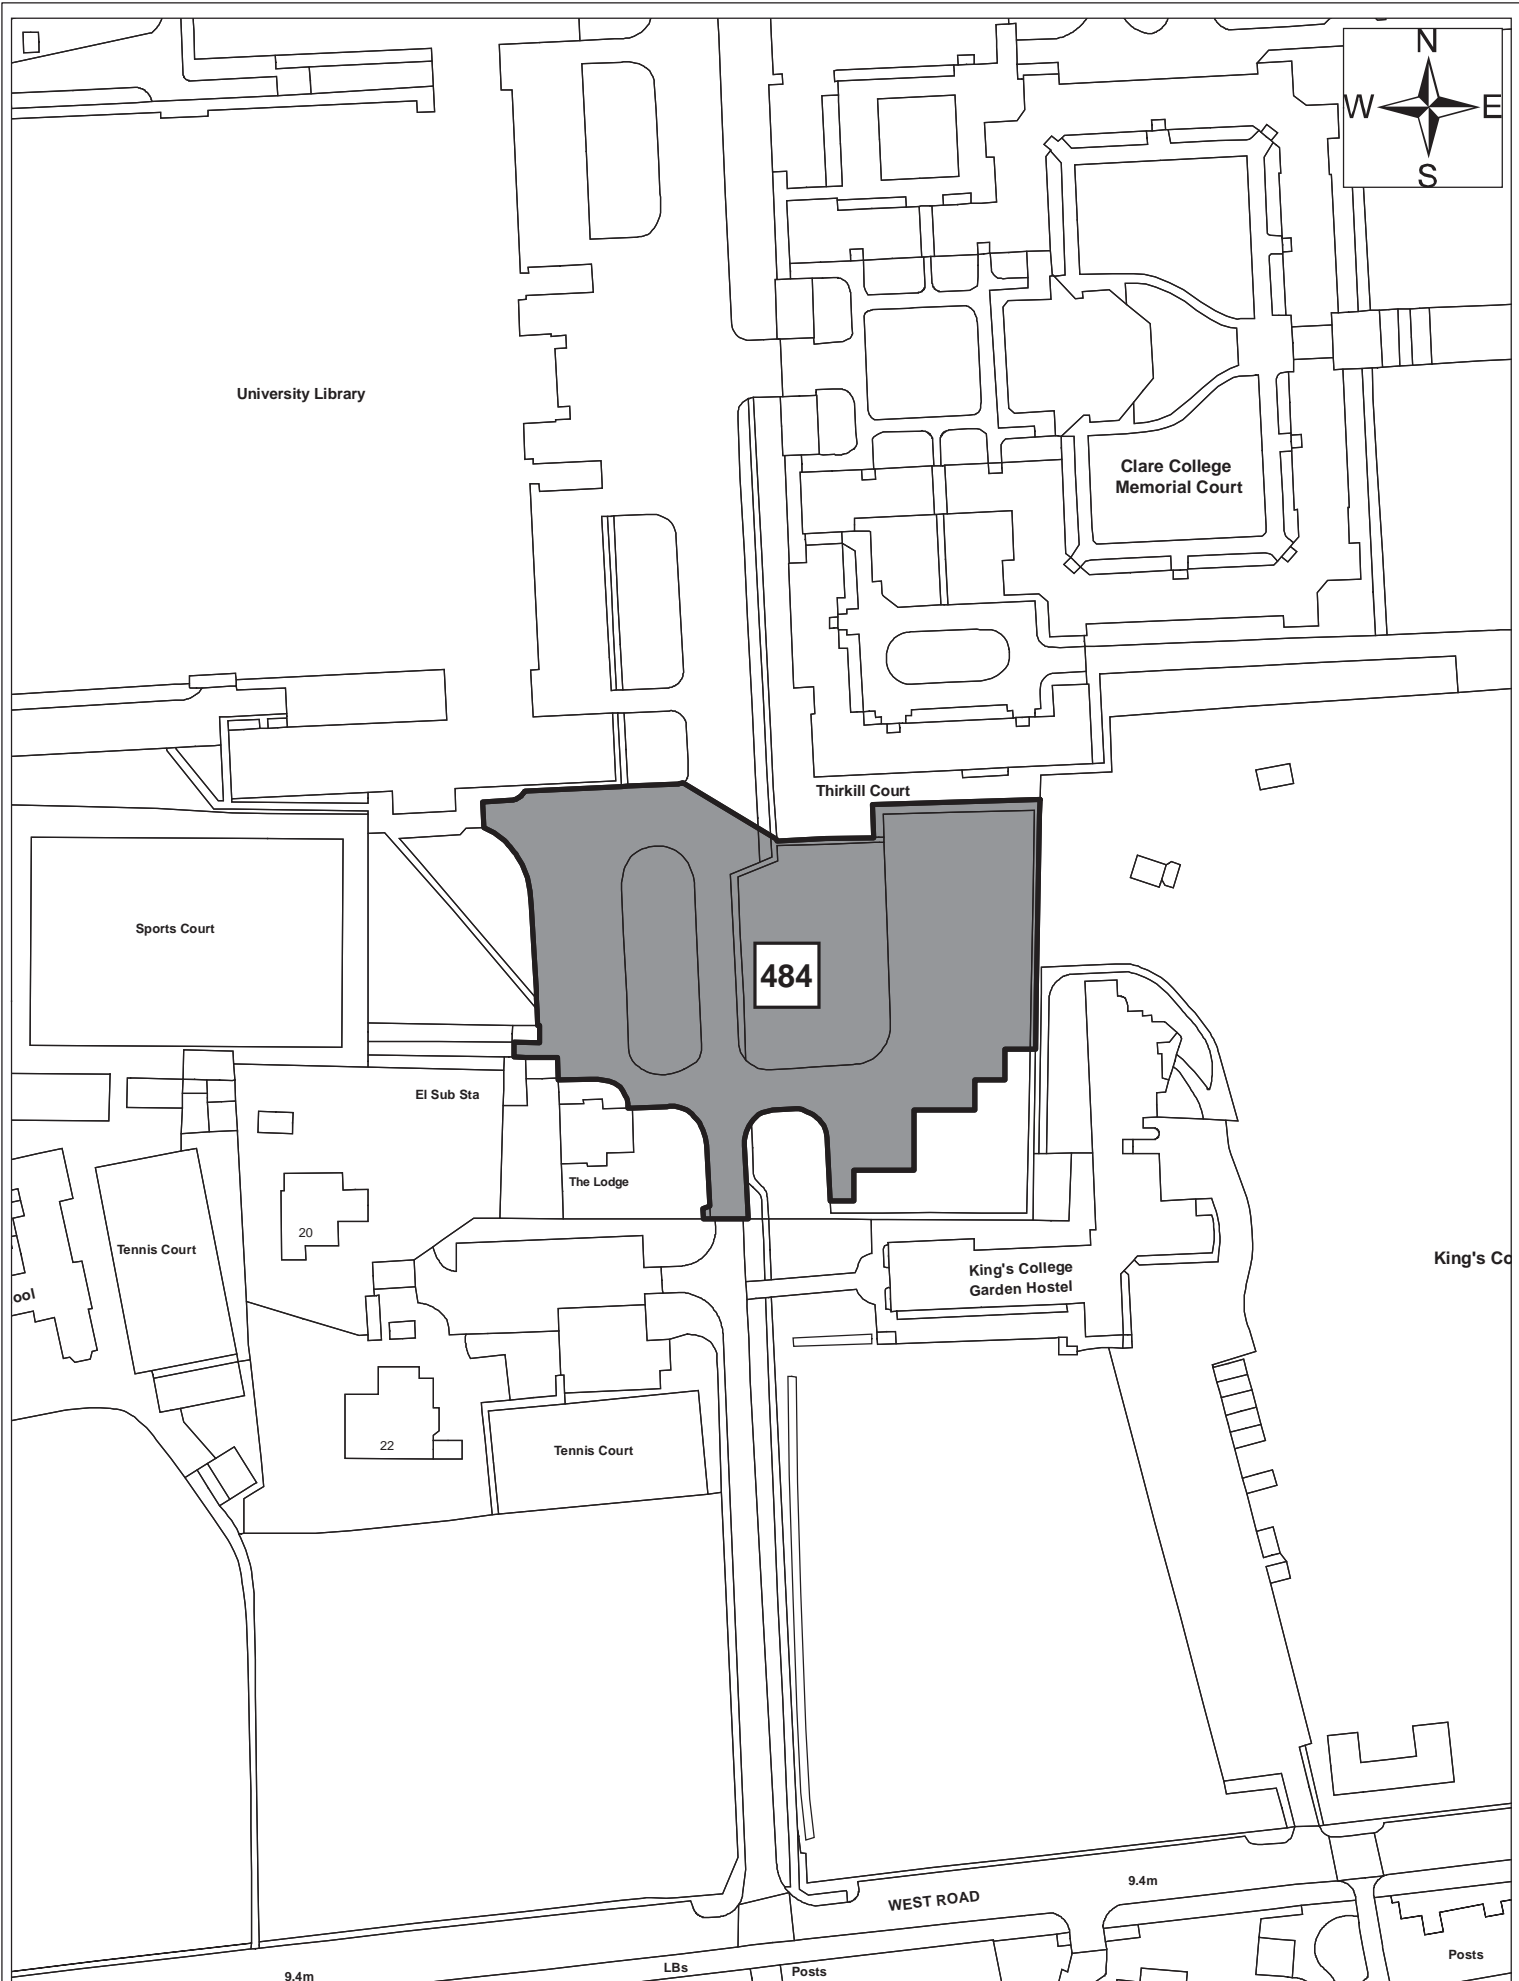 N
W E
S
University Library
Clare College
Memorial Court
Thirkill Court
Sports Court
484
El Sub Sta
The Lodge
20
Tennis Court
King's College
Garden Hostel
King's Co
ool
22
Tennis Court
9.4m
WEST ROAD
Posts
LBs
Posts
9.4m